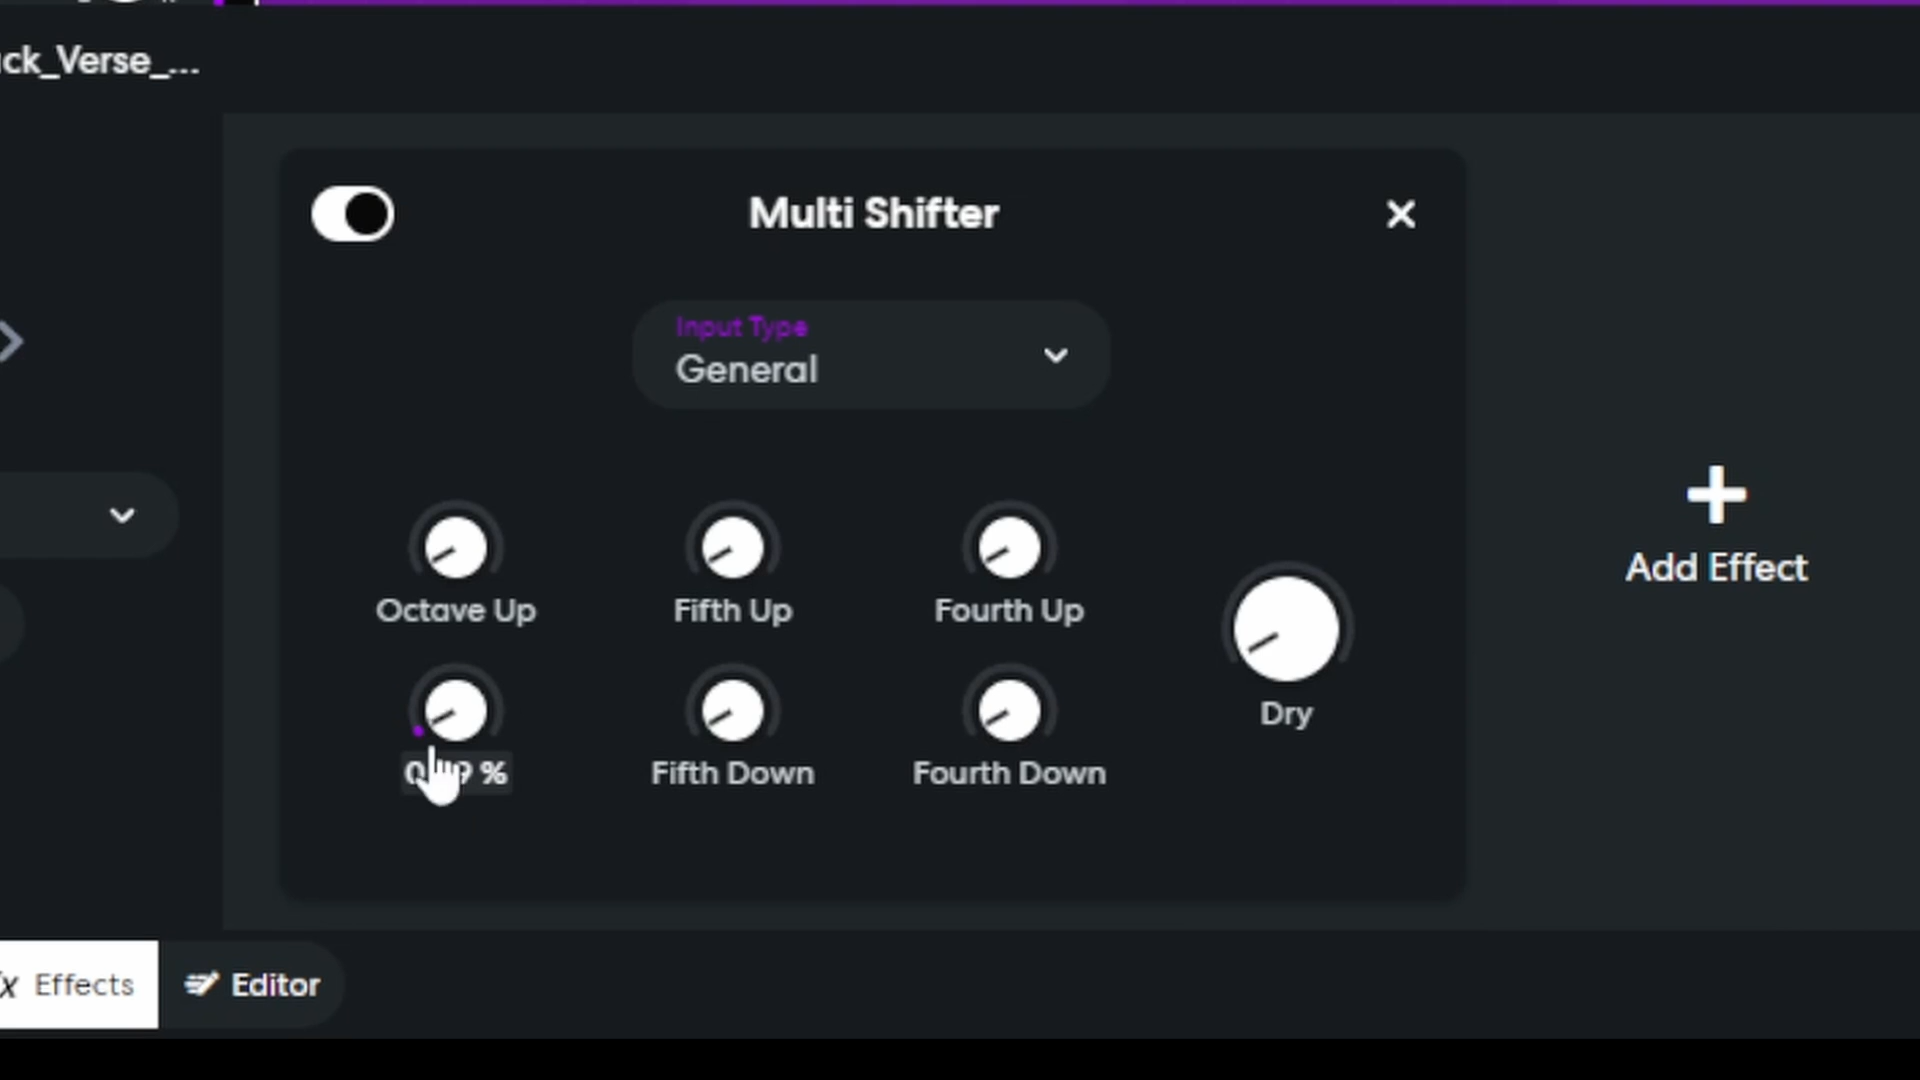 ck_Verse_...
Multi Shifter
Input Type
General
Octave Up
Fifth Up
Fourth Up
Dry
%
Fifth Down
Fourth Down
Add Effect
Effects
Editor